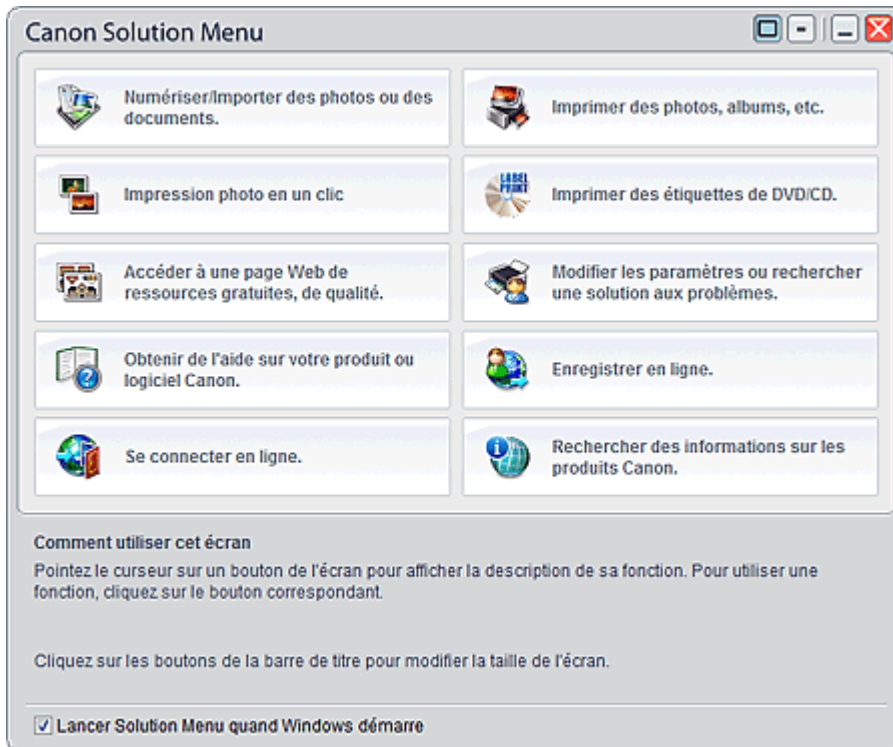 Canon Solution Menu
Numériser/Importer des photos ou des
documents.
Imprimer des photos, albums, etc.
Impression photo en un clic
LABEL
PRINT
Imprimer des étiquettes de DVD/CD.
Accéder à une page Web de
ressources gratuites, de qualité.
Modifier les paramètres ou rechercher
une solution aux problèmes.
Obtenir de l'aide sur votre produit ou
logiciel Canon.
Enregistrer en ligne.
Se connecter en ligne.
Rechercher des informations sur les
produits Canon.
Comment utiliser cet écran
Pointez le curseur sur un bouton de l'écran pour afficher la description de sa fonction. Pour utiliser une
fonction, cliquez sur le bouton correspondant.
Cliquez sur les boutons de la barre de titre pour modifier la taille de l'écran.
Lancer Solution Menu quand Windows démarre